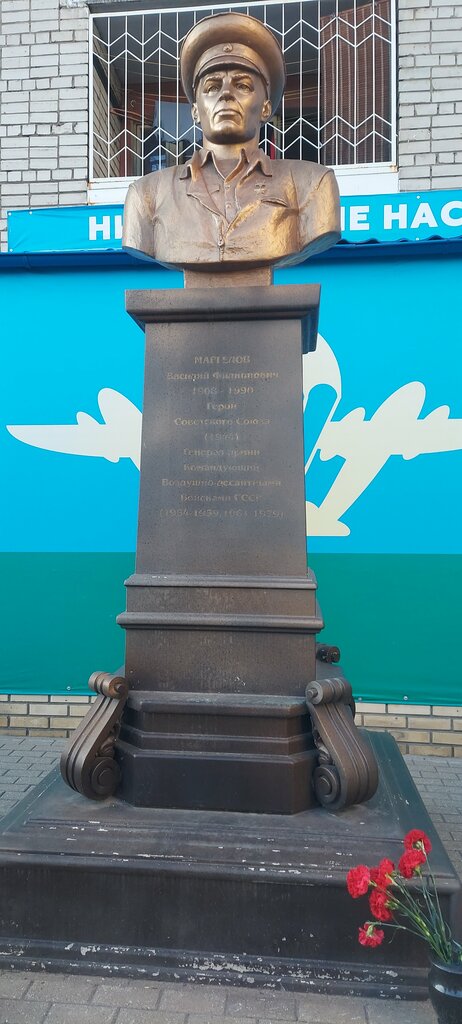 НИ
НЕ НАС
МАРГЕЛОВ
Василий Филиппович
1908 - 1990
Герой
Советского Союза
(1944)
Генерал армии
Командующий
Воздушно-десантными
Войсками СССР
(1954-1959, 1961-1979)